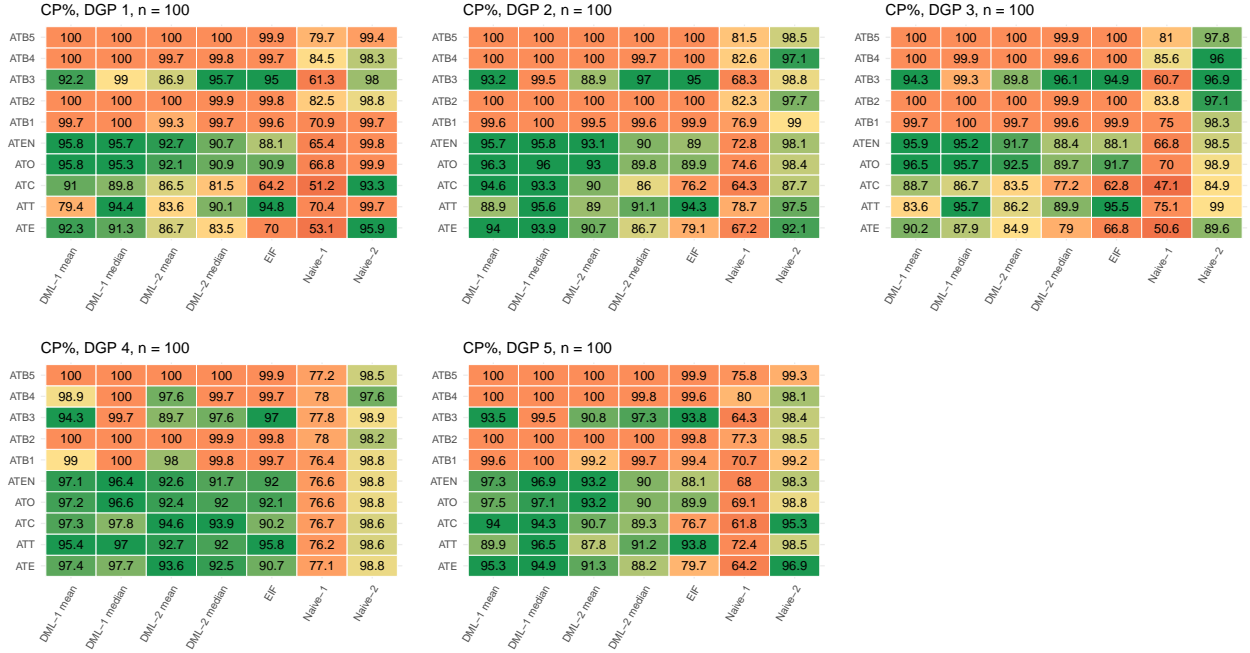 CP%, DGP 1, n = 100
ATB5 100 100 100 100 99.9 79.7 99.4
ATB4 100 100 99.7 99.8 99.7 84.5 98.3
ATB3 92.2 99 86.9 95.7 95 61.3 98
ATB2 100 100 100 99.9 99.8 82.5 98.8
ATB1 99.7 100 99.3 99.7 99.6 70.9 99.7
ATEN 95.8 95.7 92.7 90.7 88.1 65.4 99.8
ATO 95.8 95.3 92.1 90.9 90.9 66.8 99.9
ATC 91 89.8 86.5 81.5 64.2 51.2 93.3
ATT 79.4 94.4 83.6 90.1 94.8 70.4 99.7
ATE 92.3 91.3 86.7 83.5 70 53.1 95.9
DML−1 mean DML−1 median DML−2 mean DML−2 median EIF Naive−1 Naive−2
CP%, DGP 2, n = 100
ATB5 100 100 100 100 100 81.5 98.5
ATB4 100 100 100 99.7 100 82.6 97.1
ATB3 93.2 99.5 88.9 97 95 68.3 98.8
ATB2 100 100 100 100 100 82.3 97.7
ATB1 99.6 100 99.5 99.6 99.9 76.9 99
ATEN 95.7 95.8 93.1 90 89 72.8 98.1
ATO 96.3 96 93 89.8 89.9 74.6 98.4
ATC 94.6 93.3 90 86 76.2 64.3 87.7
ATT 88.9 95.6 89 91.1 94.3 78.7 97.5
ATE 94 93.9 90.7 86.7 79.1 67.2 92.1
DML−1 mean DML−1 median DML−2 mean DML−2 median EIF Naive−1 Naive−2
CP%, DGP 3, n = 100
ATB5 100 100 100 99.9 100 81 97.8
ATB4 100 99.9 100 99.6 100 85.6 96
ATB3 94.3 99.3 89.8 96.1 94.9 60.7 96.9
ATB2 100 100 100 99.9 100 83.8 97.1
ATB1 99.7 100 99.7 99.6 99.9 75 98.3
ATEN 95.9 95.2 91.7 88.4 88.1 66.8 98.5
ATO 96.5 95.7 92.5 89.7 91.7 70 98.9
ATC 88.7 86.7 83.5 77.2 62.8 47.1 84.9
ATT 83.6 95.7 86.2 89.9 95.5 75.1 99
ATE 90.2 87.9 84.9 79 66.8 50.6 89.6
DML−1 mean DML−1 median DML−2 mean DML−2 median EIF Naive−1 Naive−2
CP%, DGP 4, n = 100
ATB5 100 100 100 100 99.9 77.2 98.5
ATB4 98.9 100 97.6 99.7 99.7 78 97.6
ATB3 94.3 99.7 89.7 97.6 97 77.8 98.9
ATB2 100 100 100 99.9 99.8 78 98.2
ATB1 99 100 98 99.8 99.7 76.4 98.8
ATEN 97.1 96.4 92.6 91.7 92 76.6 98.8
ATO 97.2 96.6 92.4 92 92.1 76.6 98.8
ATC 97.3 97.8 94.6 93.9 90.2 76.7 98.6
ATT 95.4 97 92.7 92 95.8 76.2 98.6
ATE 97.4 97.7 93.6 92.5 90.7 77.1 98.8
DML−1 mean DML−1 median DML−2 mean DML−2 median EIF Naive−1 Naive−2
CP%, DGP 5, n = 100
ATB5 100 100 100 100 99.9 75.8 99.3
ATB4 100 100 100 99.8 99.6 80 98.1
ATB3 93.5 99.5 90.8 97.3 93.8 64.3 98.4
ATB2 100 100 100 100 99.8 77.3 98.5
ATB1 99.6 100 99.2 99.7 99.4 70.7 99.2
ATEN 97.3 96.9 93.2 90 88.1 68 98.3
ATO 97.5 97.1 93.2 90 89.9 69.1 98.8
ATC 94 94.3 90.7 89.3 76.7 61.8 95.3
ATT 89.9 96.5 87.8 91.2 93.8 72.4 98.5
ATE 95.3 94.9 91.3 88.2 79.7 64.2 96.9
DML−1 mean DML−1 median DML−2 mean DML−2 median EIF Naive−1 Naive−2